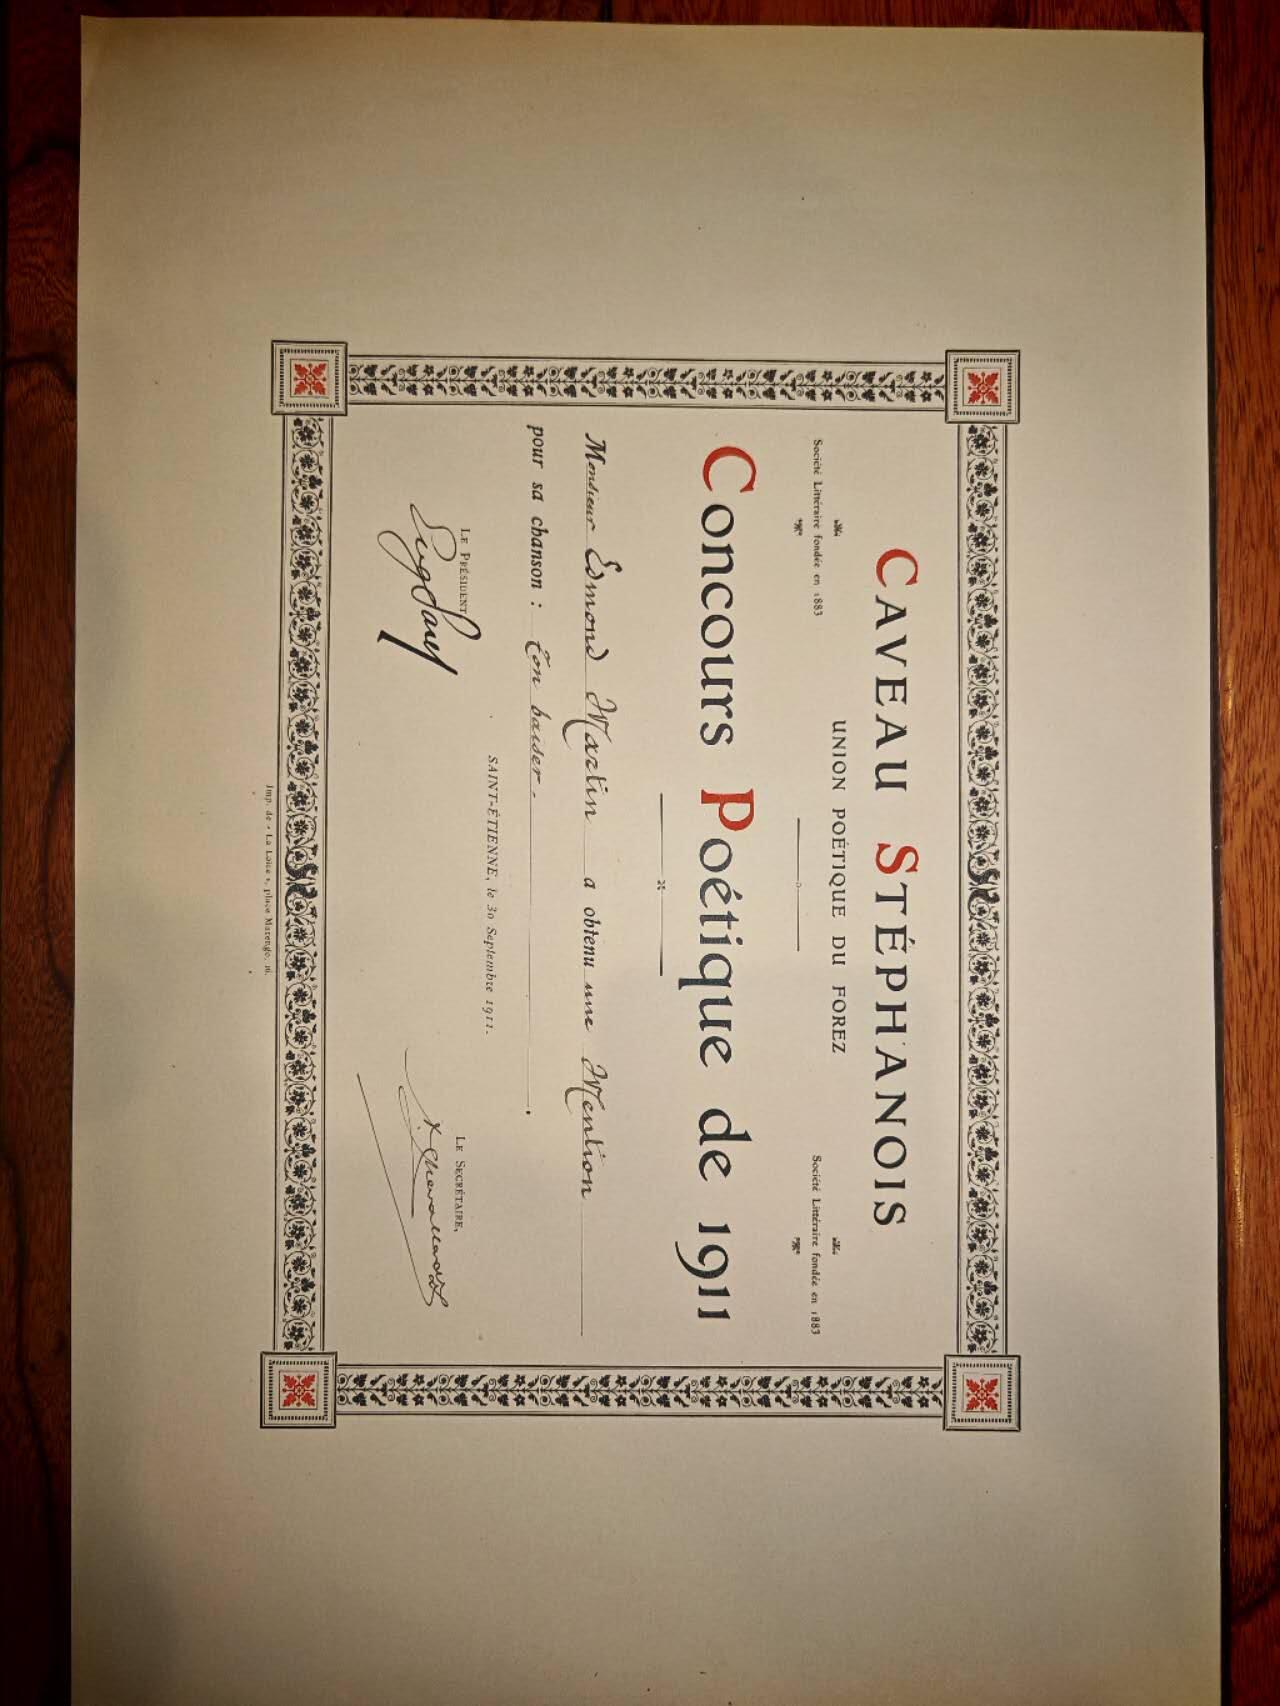 CAVEAU STÉPHANOIS
UNION POÉTIQUE DU FOREZ
Société Littéraire fondée en 1883
Société Littéraire fondée en 1883
Concours Poétique de 1911
Monsieur Edmond Martin a obtenu une Mention
pour sa chanson : Ton baiser.
SAINT-ÉTIENNE, le 30 Septembre 1911.
LE PRÉSIDENT
LE SECRÉTAIRE,
Imp. de « La Loire », place Marengo, 10.